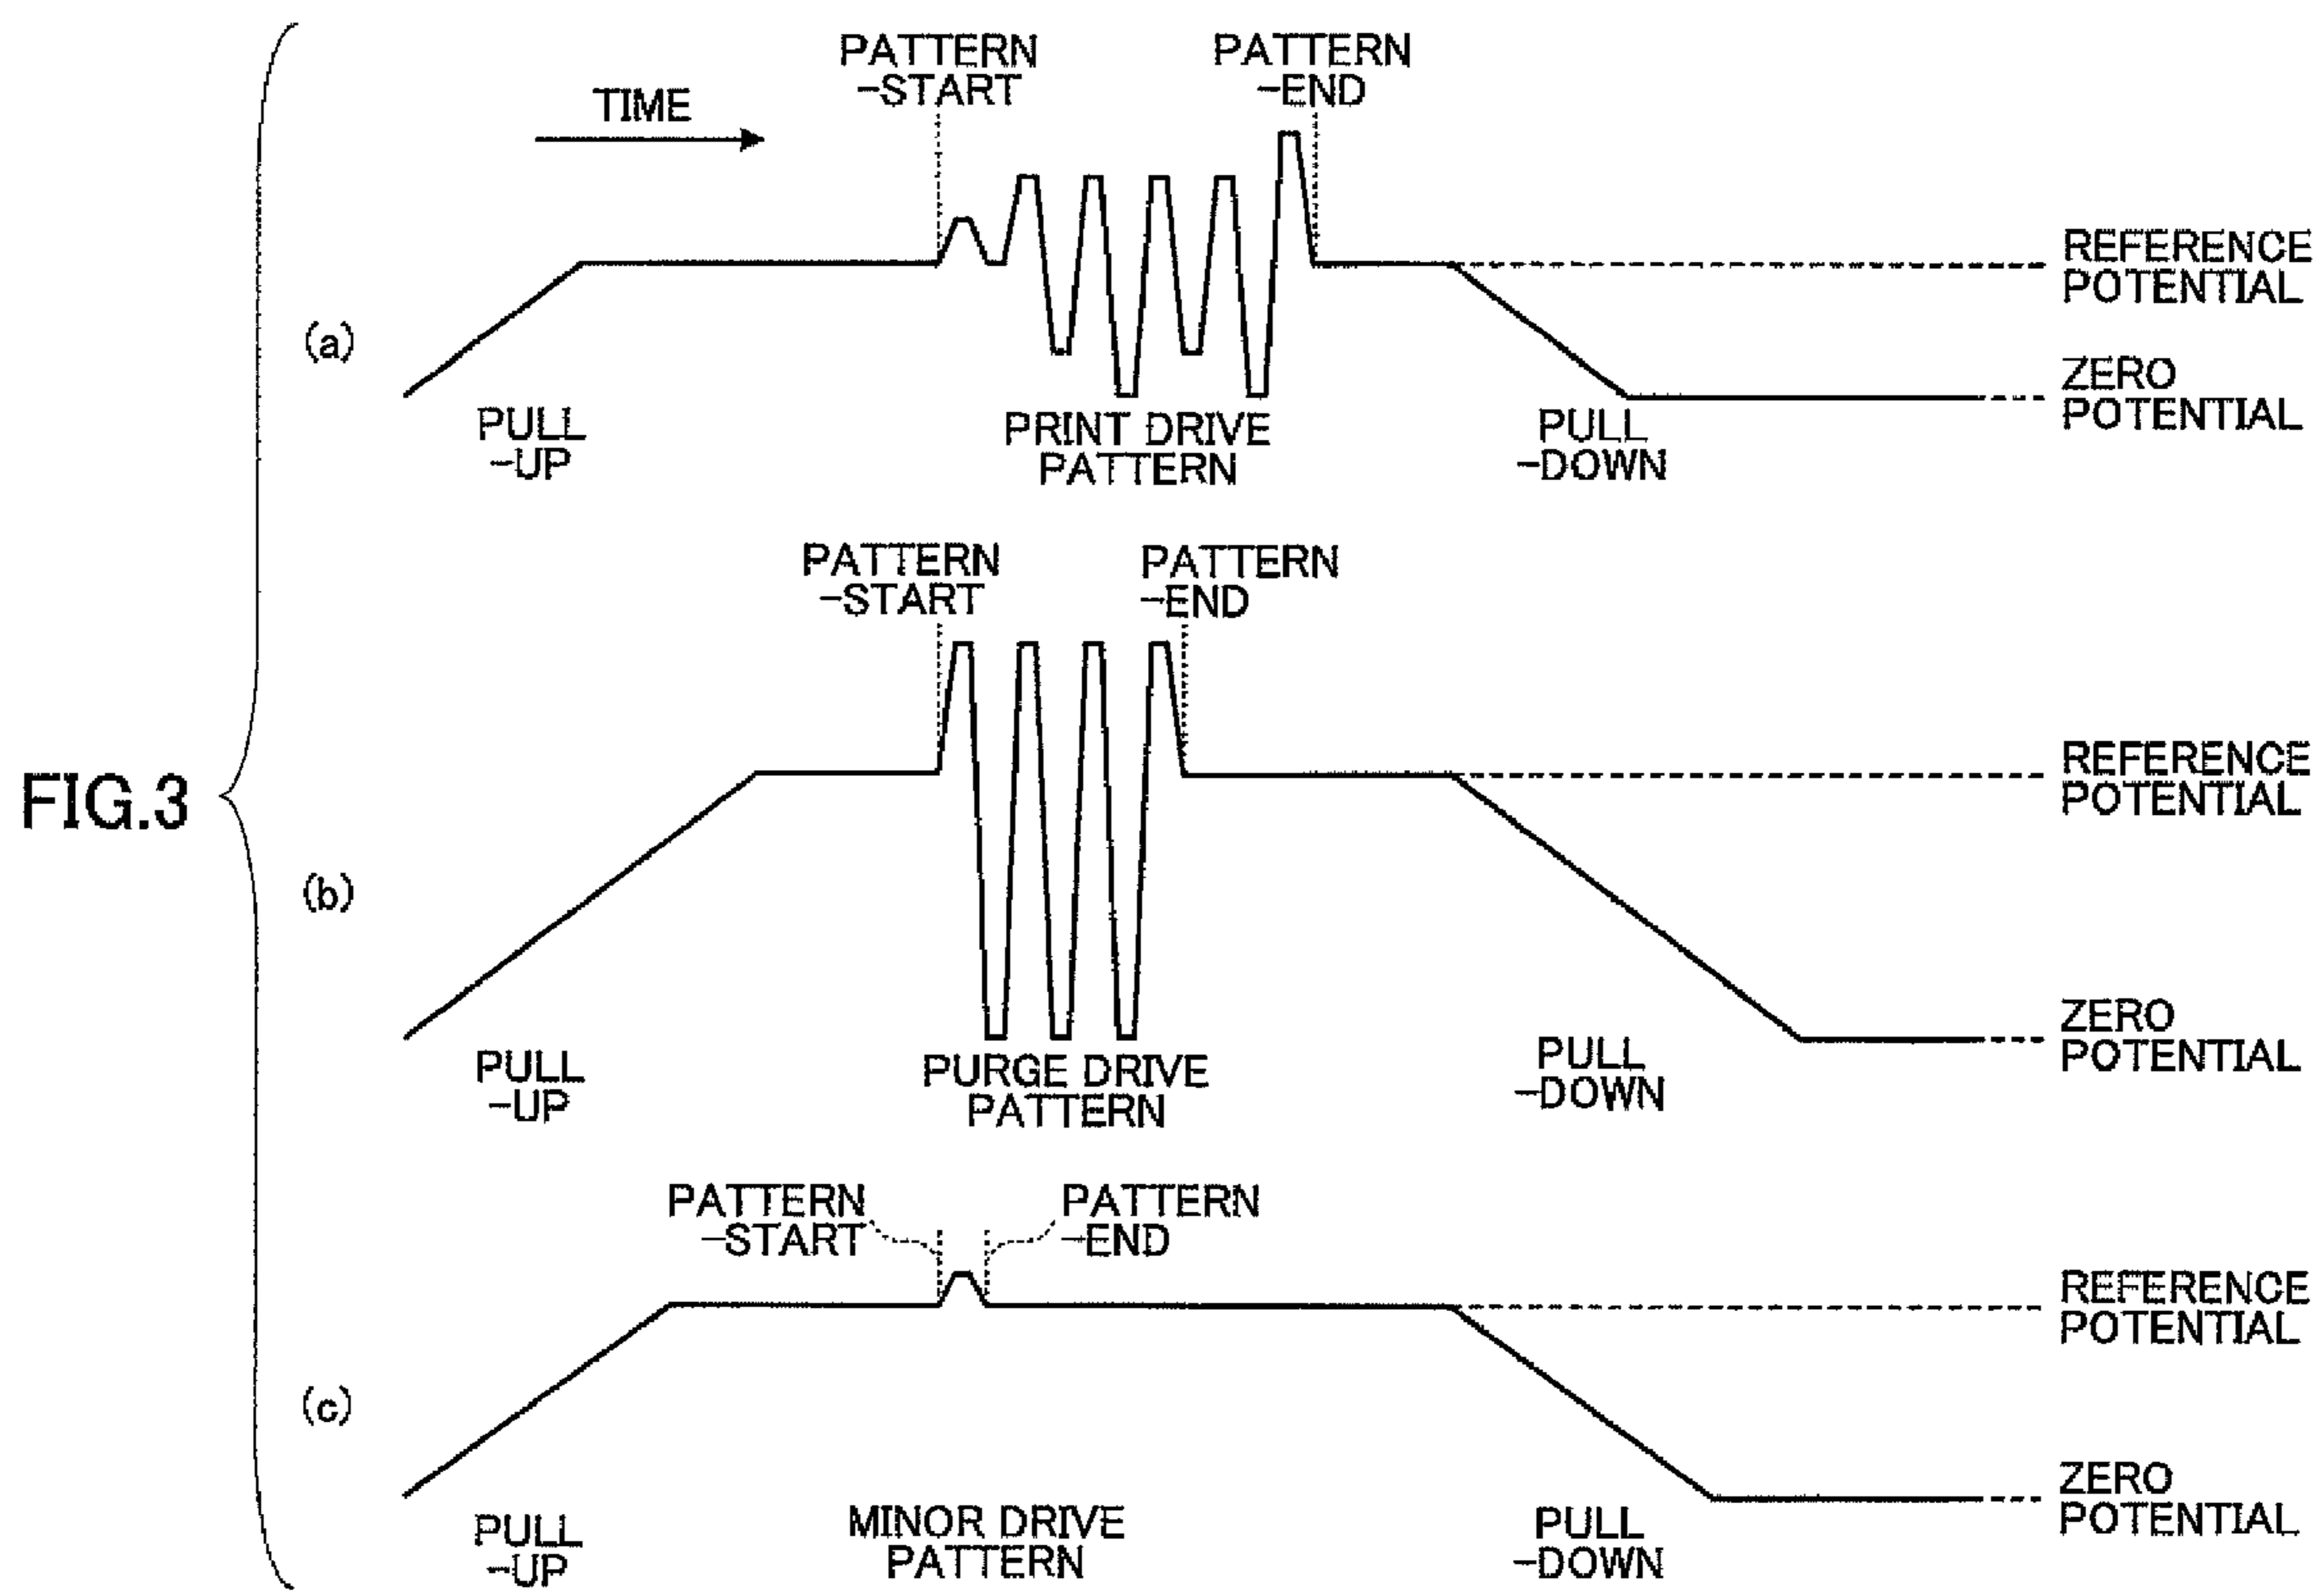 FIG.3
(a)
TIME
PATTERN
-START
PATTERN
-END
REFERENCE
POTENTIAL
ZERO
POTENTIAL
PULL
-UP
PRINT DRIVE
PATTERN
PULL
-DOWN
(b)
PATTERN
-START
PATTERN
-END
REFERENCE
POTENTIAL
ZERO
POTENTIAL
PULL
-UP
PURGE DRIVE
PATTERN
PULL
-DOWN
(c)
PATTERN
-START
PATTERN
-END
REFERENCE
POTENTIAL
ZERO
POTENTIAL
PULL
-UP
MINOR DRIVE
PATTERN
PULL
-DOWN